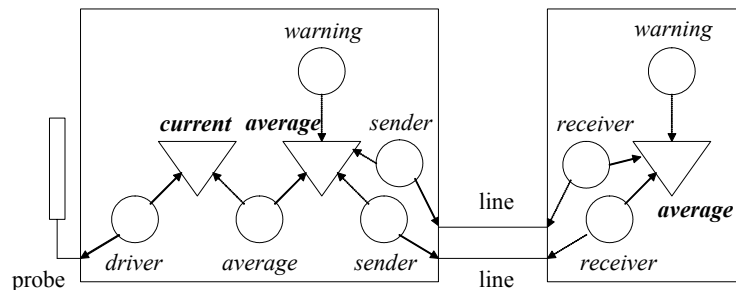 warning
warning
current
average
sender
receiver
line
average
driver
average
sender
receiver
probe
line